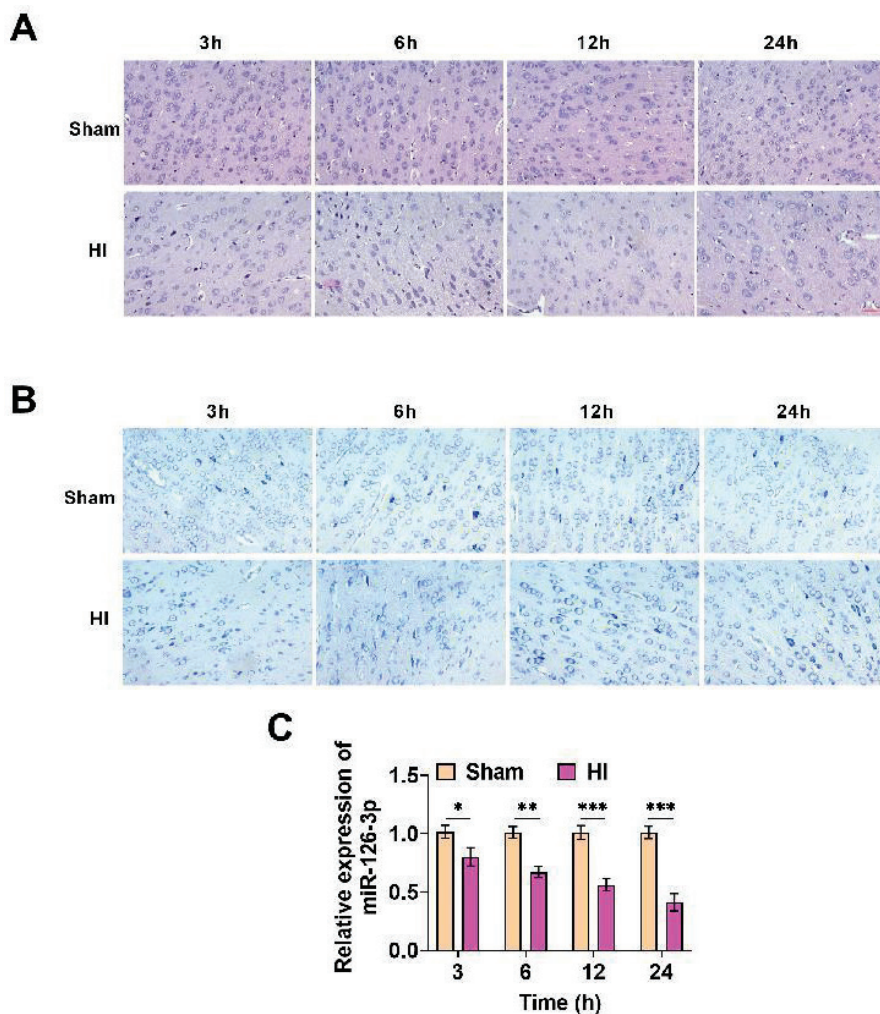 A
3h 6h 12h 24h
Sham
HI
B
3h 6h 12h 24h
Sham
HI
C
Relative expression of
miR-126-3p
Sham HI
1.5
1.0
0.5
0.0
* ** *** ***
3 6 12 24
Time (h)